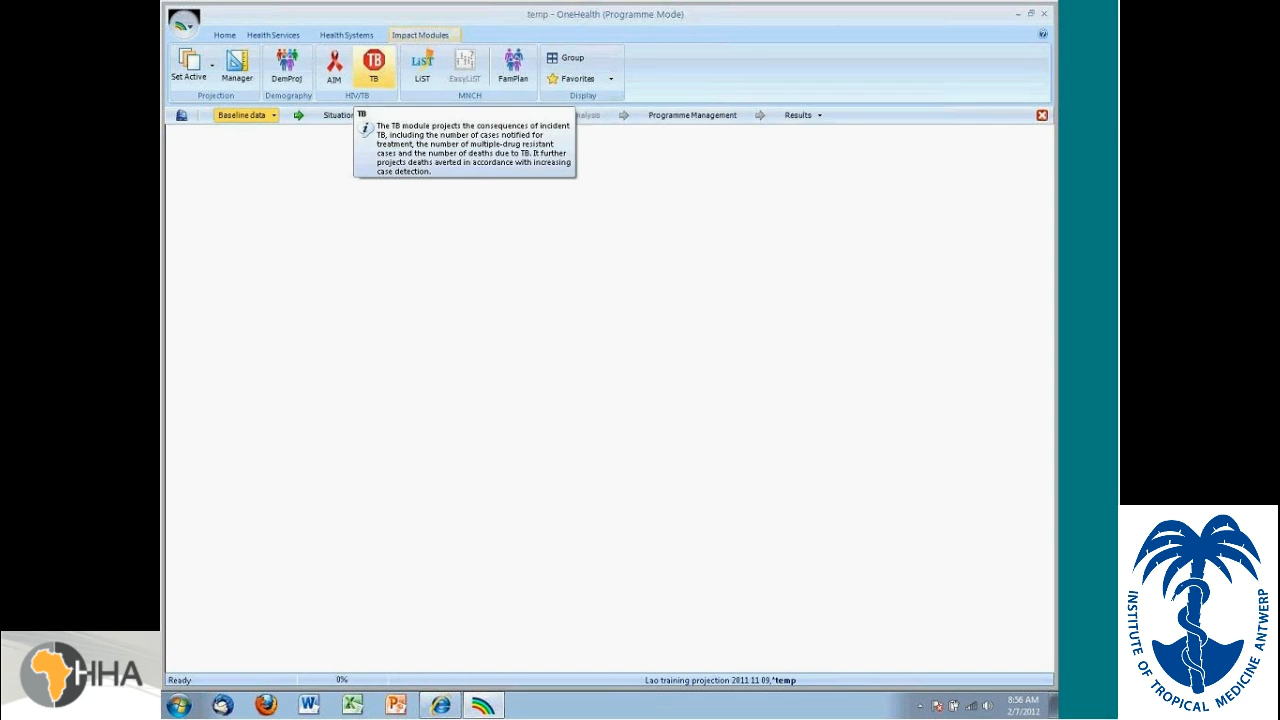 temp - OneHealth (Programme Mode)
Home Health Services Health Systems Impact Modules
Set Active Manager DemProj AIM TB LiST EasyLiST FamPlan Group
Favorites
Projection Demography HIV/TB MNCH Display
Baseline data Situation alysis Programme Management Results
TB
The TB module projects the consequences of incident
TB, including the number of cases notified for
treatment, the number of multiple-drug resistant
cases and the number of deaths due to TB. It further
projects deaths averted in accordance with increasing
case detection.
INSTITUTE OF TROPICAL MEDICINE ANTWERP
HHA
Ready 0% Lao training projection 2011 11 09,*temp
8:56 AM
2/7/2012